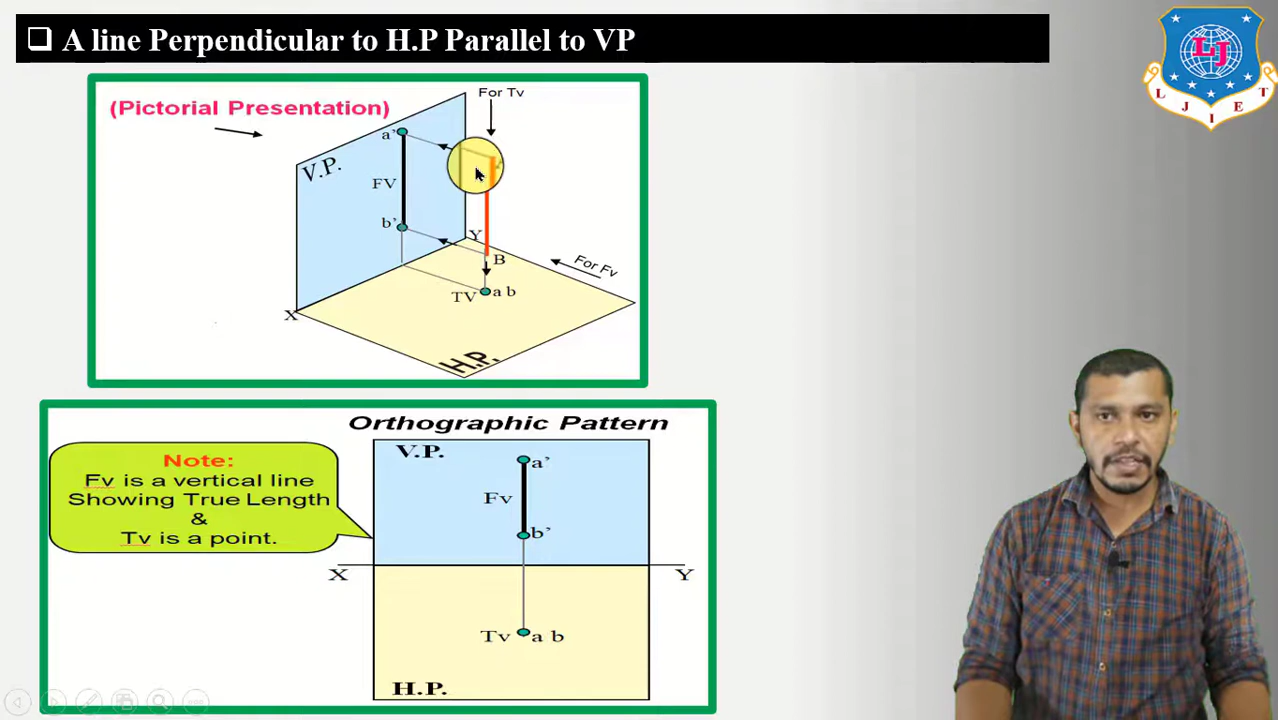 ❑ A line Perpendicular to H.P Parallel to VP
L J
L J I E T
(Pictorial Presentation)
For Tv
a'
V.P.
FV
b'
Y
B
For Fv
TV a b
X
H.P.
Orthographic Pattern
V.P.
Note:
Fv is a vertical line
Showing True Length
&
Tv is a point.
a'
Fv
b'
X
Y
Tv a b
H.P.